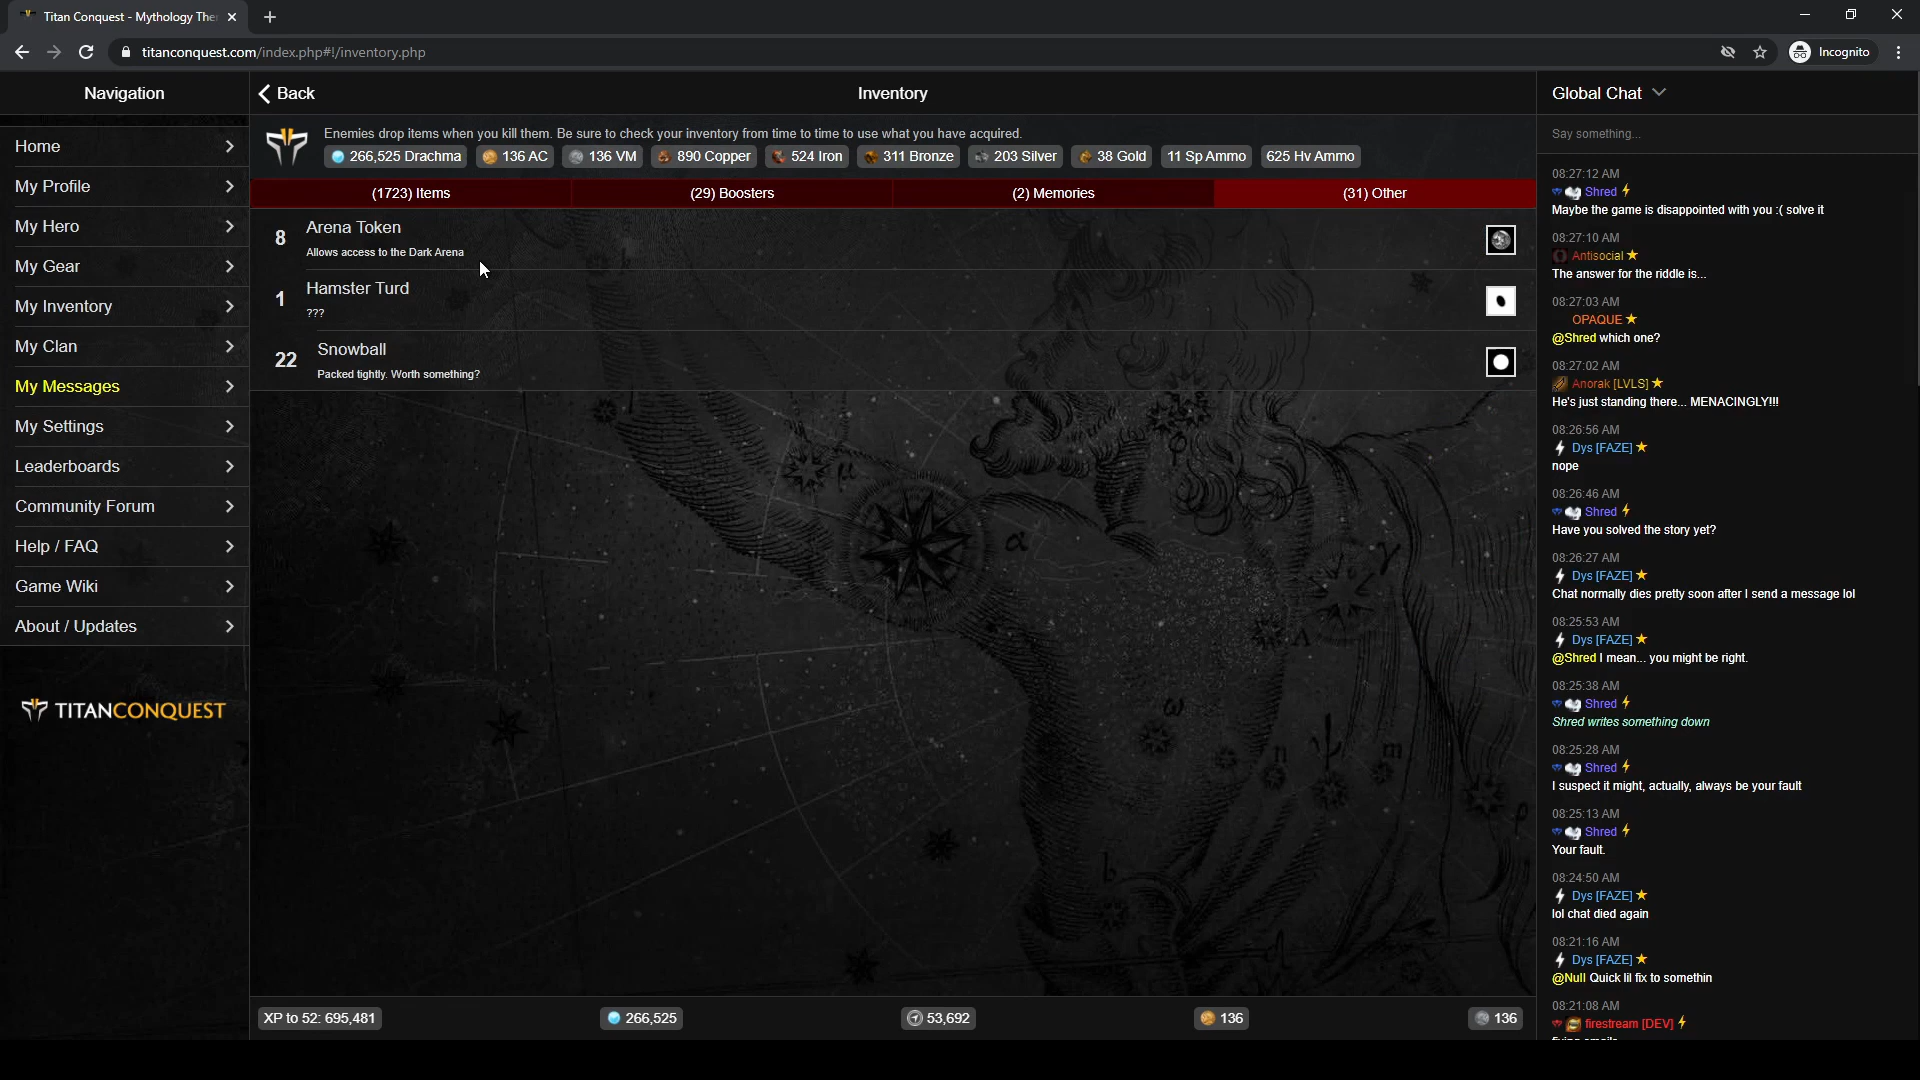 Titan Conquest - Mythology The
titanconquest.com/index.php#!/inventory.php
Incognito
Navigation
Home
My Profile
My Hero
My Gear
My Inventory
My Clan
My Messages
My Settings
Leaderboards
Community Forum
Help / FAQ
Game Wiki
About / Updates
TITANCONQUEST
Back
Inventory
Enemies drop items when you kill them. Be sure to check your inventory from time to time to use what you have acquired.
266,525 Drachma 136 AC 136 VM 890 Copper 524 Iron 311 Bronze 203 Silver 38 Gold 11 Sp Ammo 625 Hv Ammo
(1723) Items (29) Boosters (2) Memories (31) Other
8 Arena Token
Allows access to the Dark Arena
1 Hamster Turd
???
22 Snowball
Packed tightly. Worth something?
XP to 52: 695,481 266,525 53,692 136 136
Global Chat
Say something...
08:27:12 AM
Shred
Maybe the game is disappointed with you :( solve it
08:27:10 AM
Antisocial
The answer for the riddle is...
08:27:03 AM
OPAQUE
@Shred which one?
08:27:02 AM
Anorak [LVLS]
He's just standing there... MENACINGLY!!!
08:26:56 AM
Dys [FAZE]
nope
08:26:46 AM
Shred
Have you solved the story yet?
08:26:27 AM
Dys [FAZE]
Chat normally dies pretty soon after I send a message lol
08:25:53 AM
Dys [FAZE]
@Shred I mean... you might be right.
08:25:38 AM
Shred
Shred writes something down
08:25:28 AM
Shred
I suspect it might, actually, always be your fault
08:25:13 AM
Shred
Your fault.
08:24:50 AM
Dys [FAZE]
lol chat died again
08:21:16 AM
Dys [FAZE]
@Null Quick lil fix to somethin
08:21:08 AM
firestream [DEV]